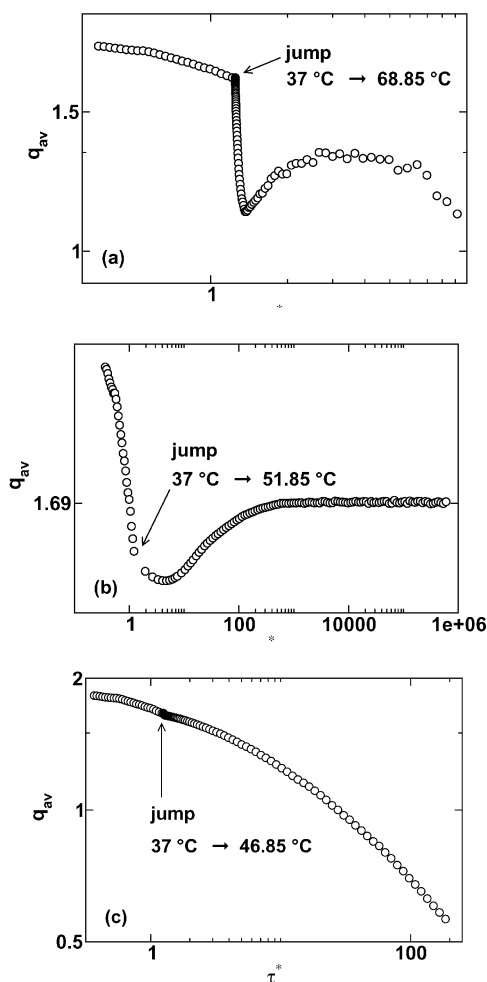 jump
37 °C → 68.85 °C
1.5
q_av
1
(a)
1
*
jump
37 °C → 51.85 °C
q_av
1.69
(b)
1 100 10000 1e+06
*
2
q_av
jump
1
37 °C → 46.85 °C
(c)
0.5
1 100
τ*